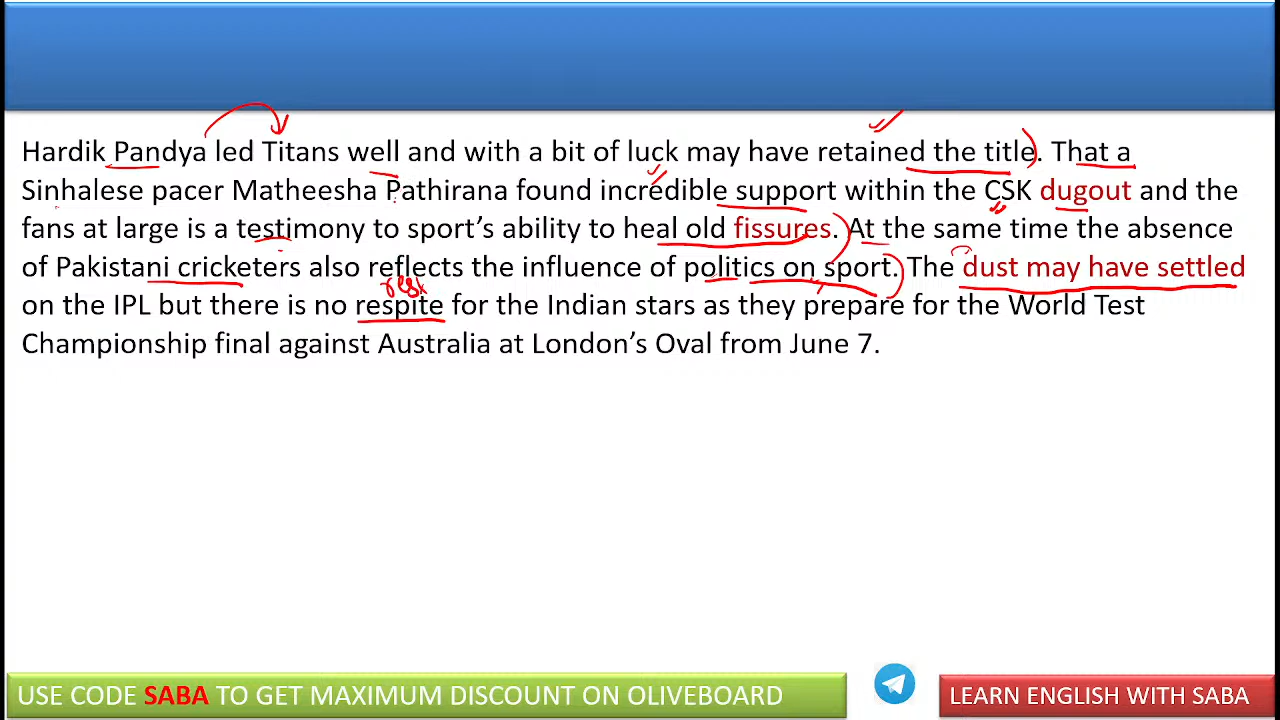 Hardik Pandya led Titans well and with a bit of luck may have retained the title. That a
Sinhalese pacer Matheesha Pathirana found incredible support within the CSK dugout and the
fans at large is a testimony to sport’s ability to heal old fissures. At the same time the absence
of Pakistani cricketers also reflects the influence of politics on sport. The dust may have settled
rest
on the IPL but there is no respite for the Indian stars as they prepare for the World Test
Championship final against Australia at London’s Oval from June 7.
USE CODE SABA TO GET MAXIMUM DISCOUNT ON OLIVEBOARD
LEARN ENGLISH WITH SABA